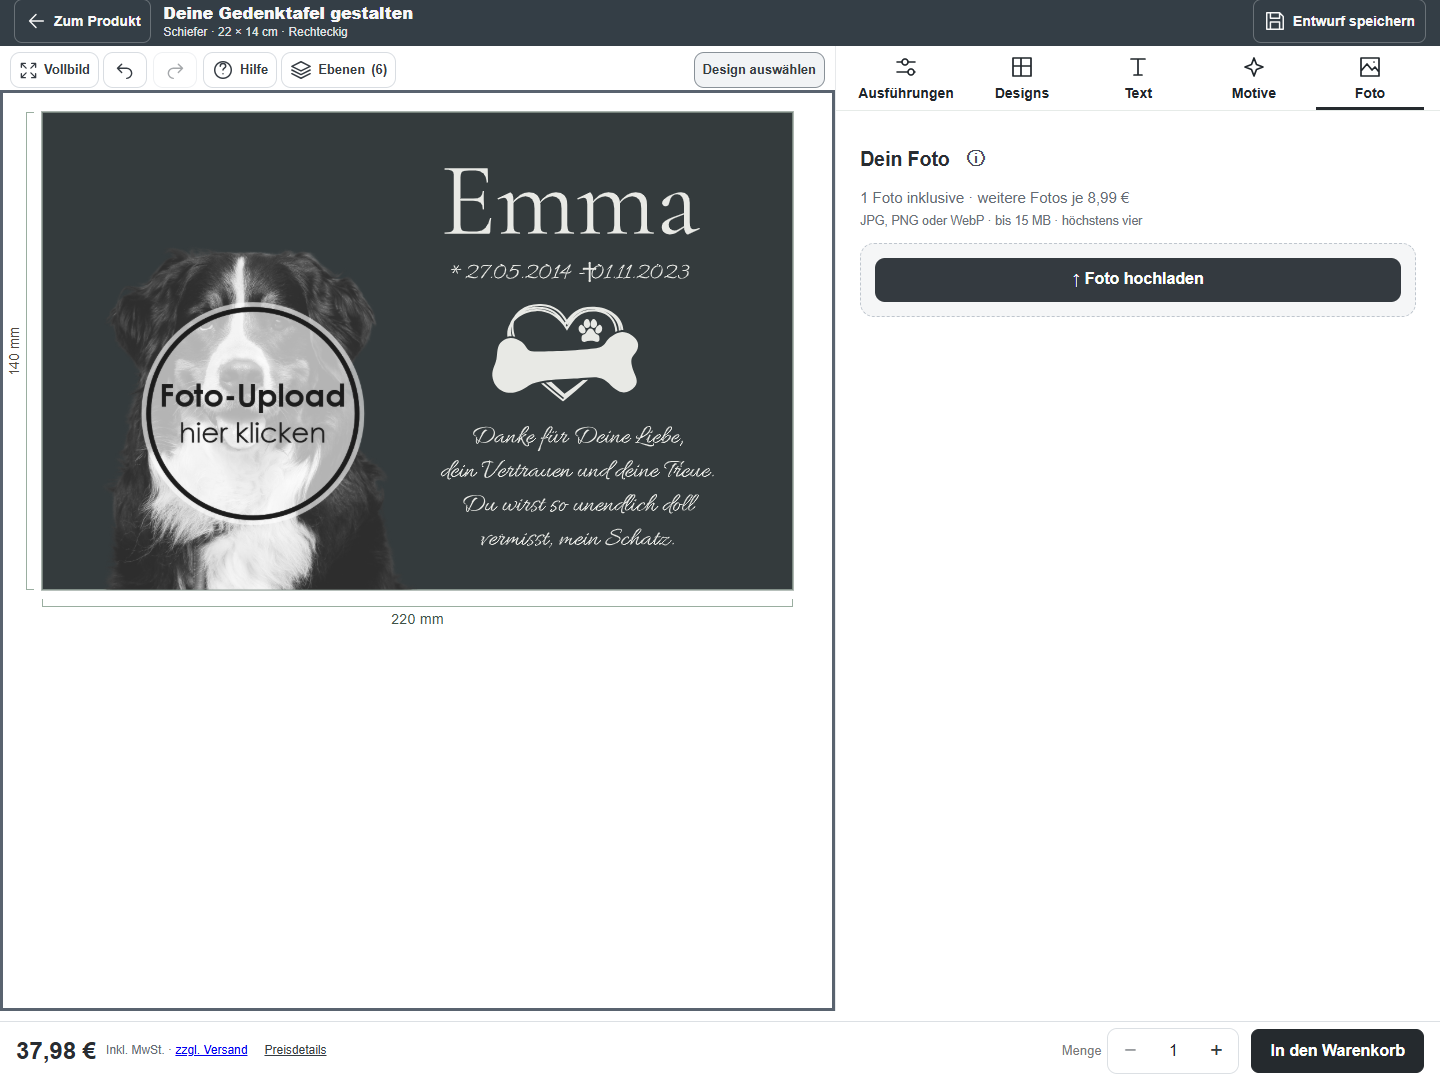 Zum Produkt
Deine Gedenktafel gestalten
Schiefer · 22 × 14 cm · Rechteckig
Entwurf speichern
Vollbild
Hilfe
Ebenen (6)
Design auswählen
Ausführungen
Designs
Text
Motive
Foto
140 mm
Emma
* 27.05.2014 - †01.11.2023
Foto-Upload
hier klicken
Danke für Deine Liebe,
dein Vertrauen und deine Treue.
Du wirst so unendlich doll
vermisst, mein Schatz.
220 mm
Dein Foto
1 Foto inklusive · weitere Fotos je 8,99 €
JPG, PNG oder WebP · bis 15 MB · höchstens vier
↑ Foto hochladen
37,98 € Inkl. MwSt. · zzgl. Versand Preisdetails
Menge − 1 +
In den Warenkorb